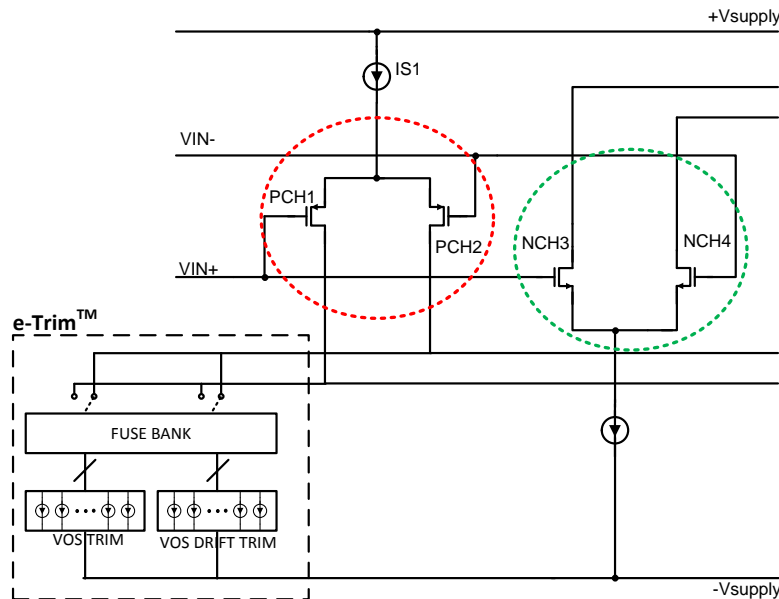 +Vsupply
IS1
VIN-
PCH1
PCH2
NCH3
NCH4
VIN+
e-Trim™
FUSE BANK
VOS TRIM
VOS DRIFT TRIM
-Vsupply